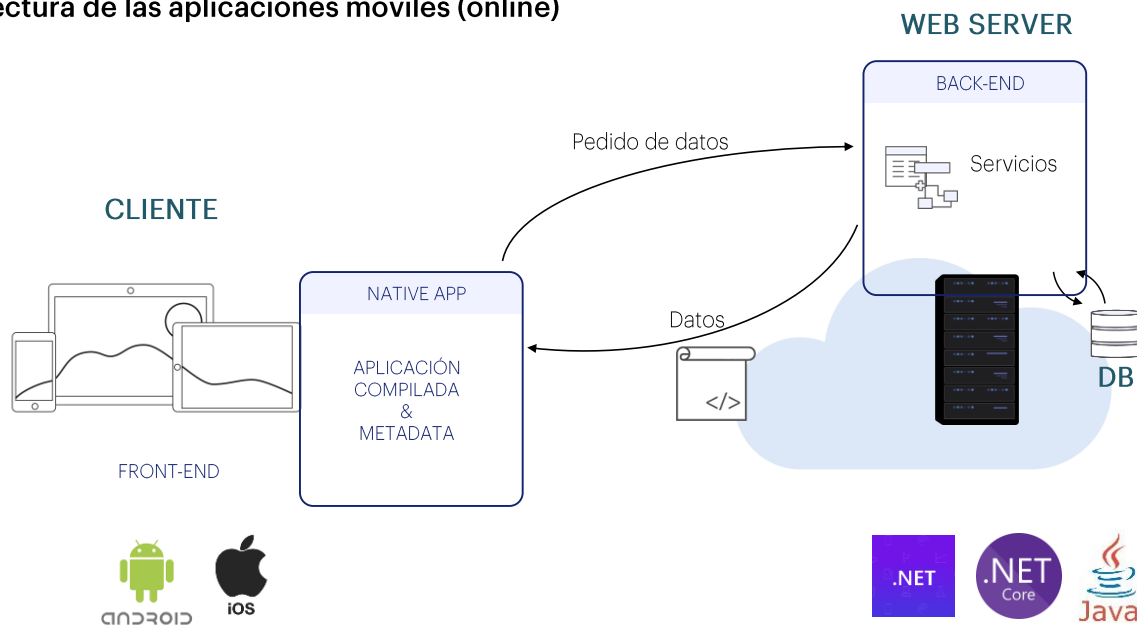 ectura de las aplicaciones móviles (online)
WEB SERVER
BACK-END
Pedido de datos
Servicios
CLIENTE
NATIVE APP
Datos
APLICACIÓN
COMPILADA
&
METADATA
</>
DB
FRONT-END
android
iOS
.NET
.NET
Core
Java